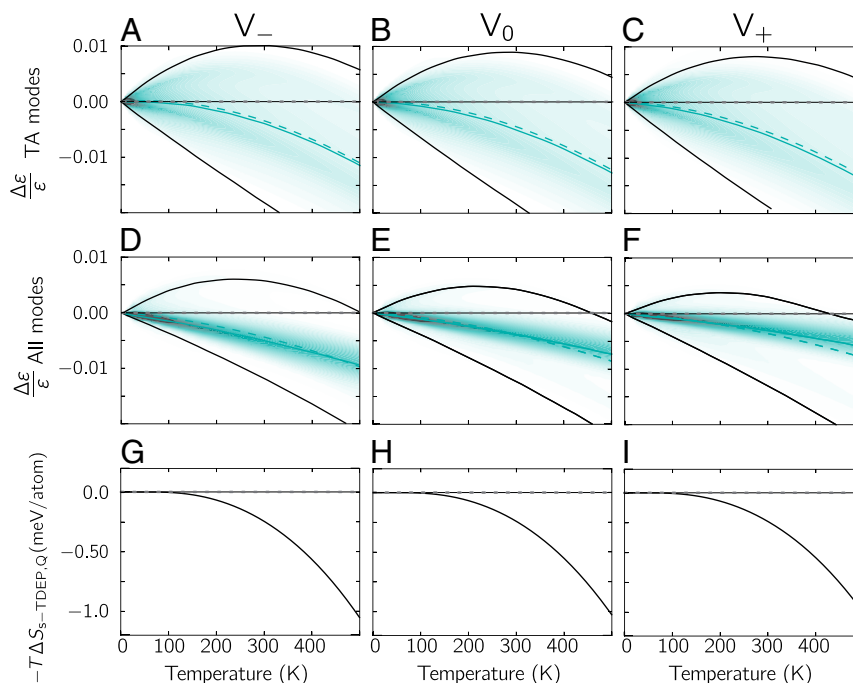 V₋ V₀ V₊
A B C
0.01
0.00
−0.01
Δε/ε TA modes
D E F
0.01
0.00
−0.01
Δε/ε All modes
G H I
0.0
−0.50
−1.0
−TΔS_s−TDEP,Q(meV/atom)
0 100 200 300 400 0 100 200 300 400 0 100 200 300 400
Temperature (K) Temperature (K) Temperature (K)